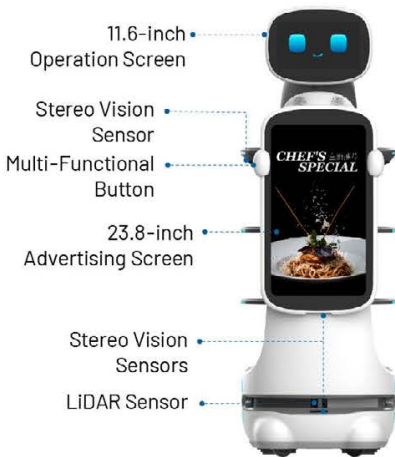 11.6-inch
Operation Screen
Stereo Vision
Sensor
Multi-Functional
Button
CHEF'S
SPECIAL
23.8-inch
Advertising Screen
Stereo Vision
Sensors
LiDAR Sensor